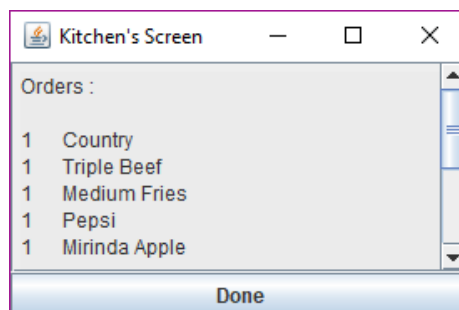 Kitchen's Screen
Orders :
1 Country
1 Triple Beef
1 Medium Fries
1 Pepsi
1 Mirinda Apple
Done